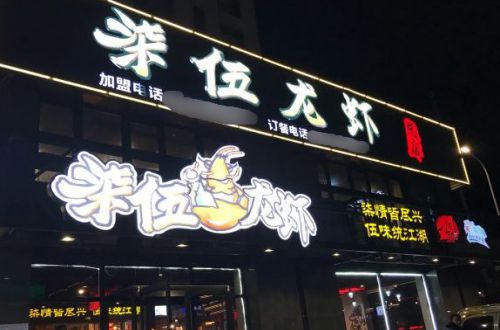 柒伍龙虾
加盟电话
订餐电话
柒伍龙虾
柒情皆尽兴
伍味统江湖
柒情皆尽兴 伍味统江湖